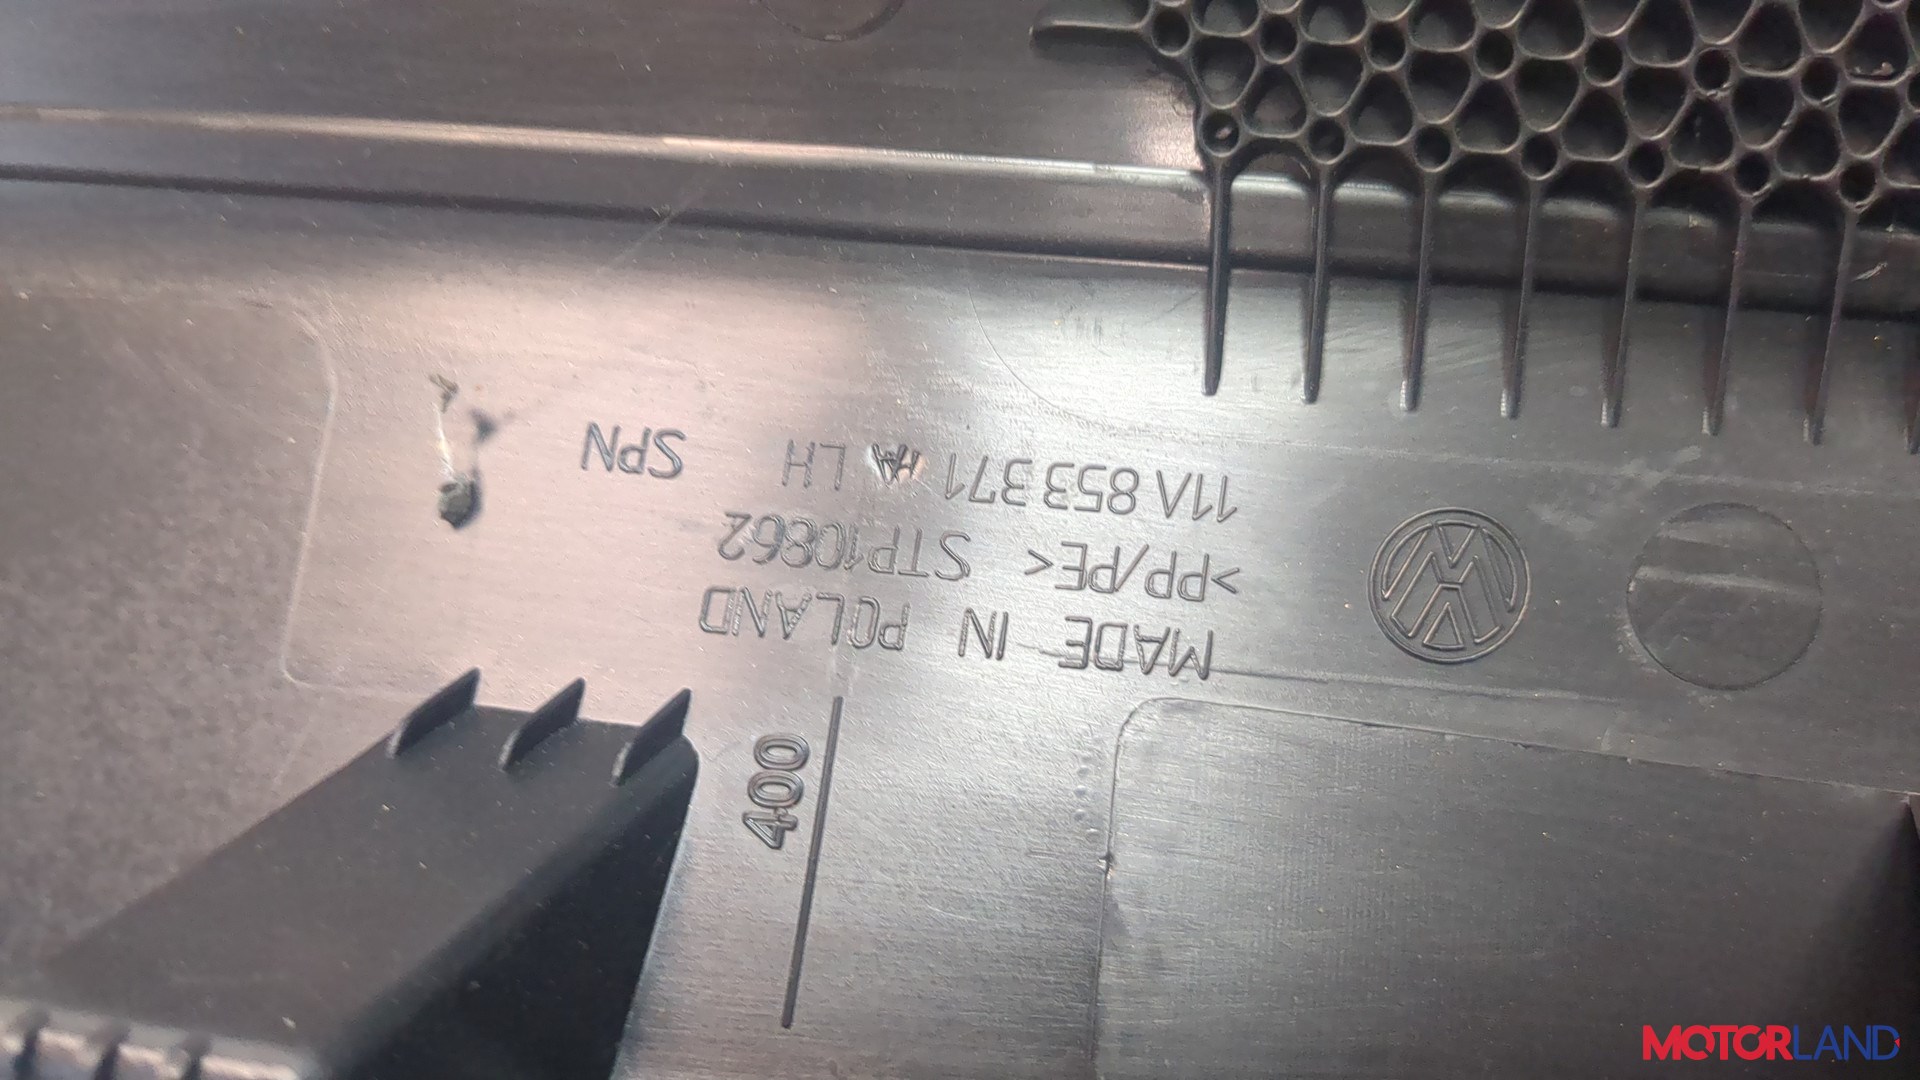 MADE IN POLAND
>PP/PE< STP10862
11A 853 371 LH SPN
400
MOTORLAND